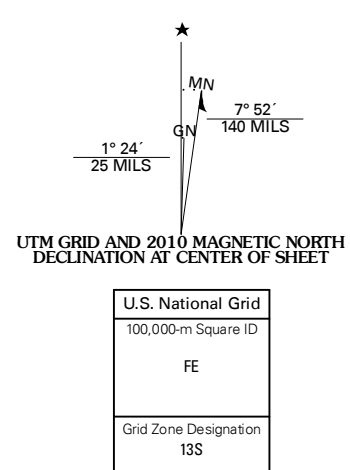 MN
7° 52´
140 MILS
GN
1° 24´
25 MILS
UTM GRID AND 2010 MAGNETIC NORTH
DECLINATION AT CENTER OF SHEET
U.S. National Grid
100,000-m Square ID
FE
Grid Zone Designation
13S